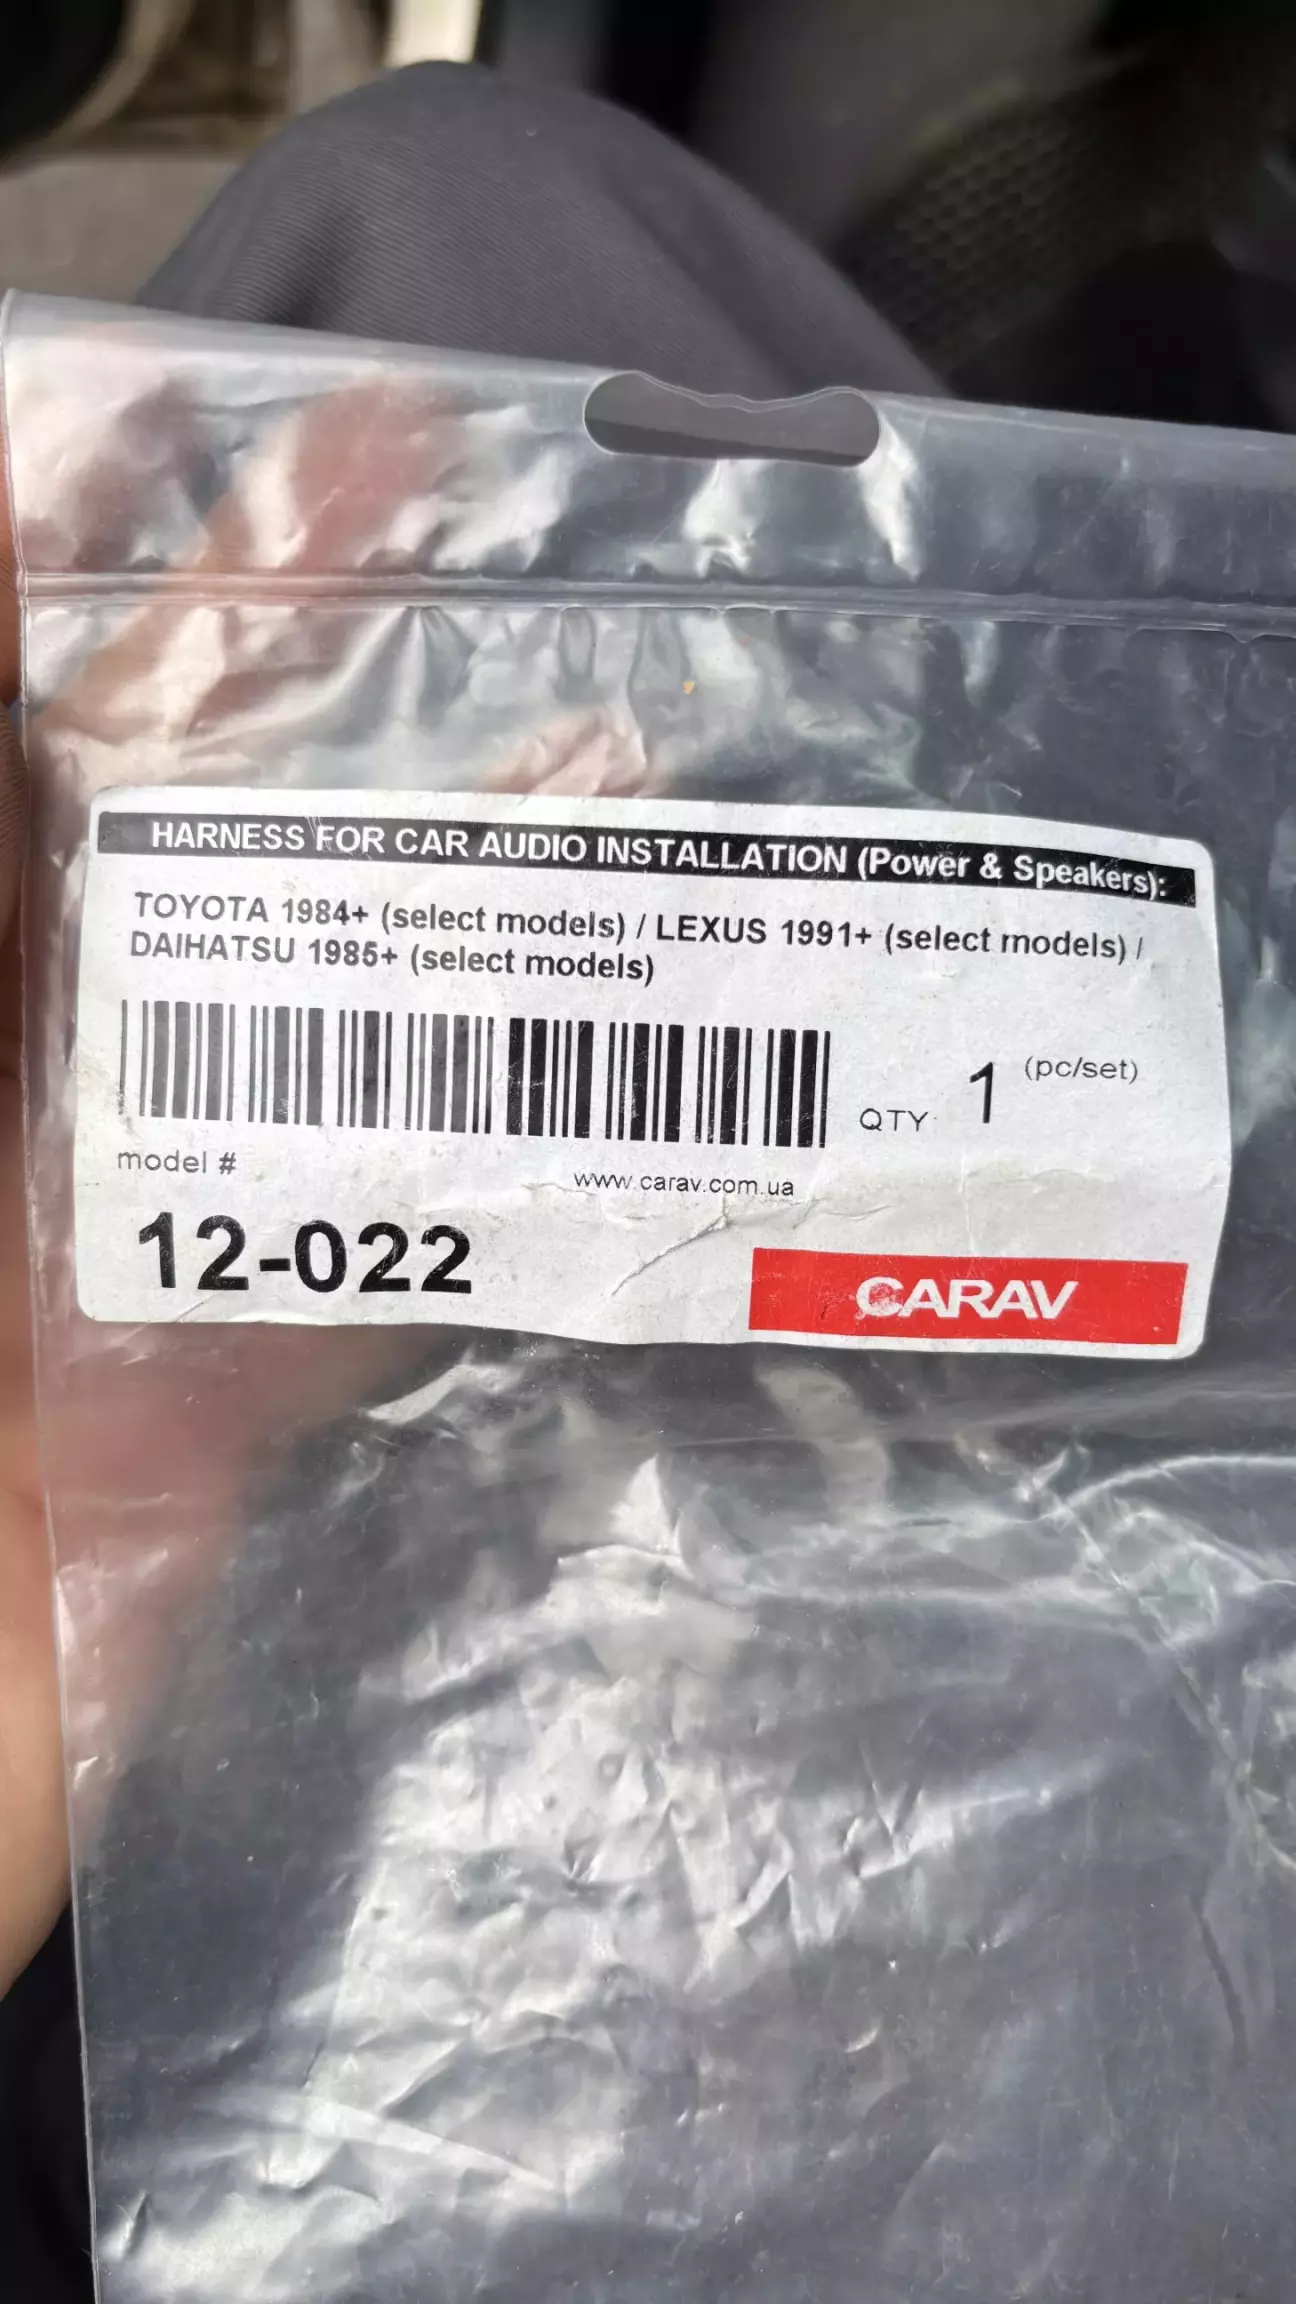 HARNESS FOR CAR AUDIO INSTALLATION (Power & Speakers):
TOYOTA 1984+ (select models) / LEXUS 1991+ (select models) /
DAIHATSU 1985+ (select models)
QTY 1 (pc/set)
model #
www.carav.com.ua
12-022
CARAV